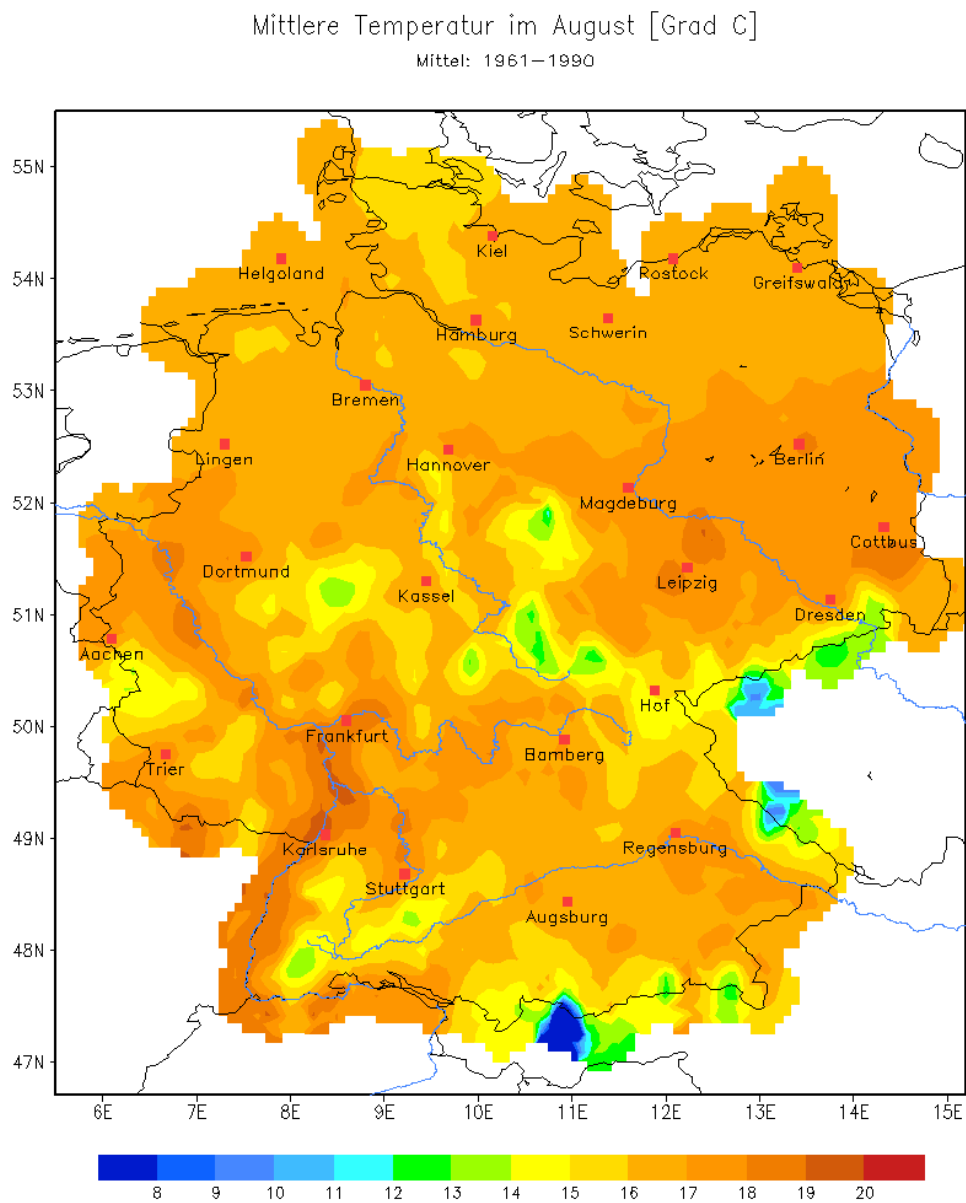 Mittlere Temperatur im August [Grad C]
Mittel: 1961–1990
55N
54N
53N
52N
51N
50N
49N
48N
47N
Kiel
Helgoland
Rostock
Greifswald
Hamburg
Schwerin
Bremen
Lingen
Hannover
Berlin
Magdeburg
Cottbus
Dortmund
Kassel
Leipzig
Dresden
Aachen
Hof
Frankfurt
Bamberg
Trier
Karlsruhe
Regensburg
Stuttgart
Augsburg
6E 7E 8E 9E 10E 11E 12E 13E 14E 15E
8 9 10 11 12 13 14 15 16 17 18 19 20